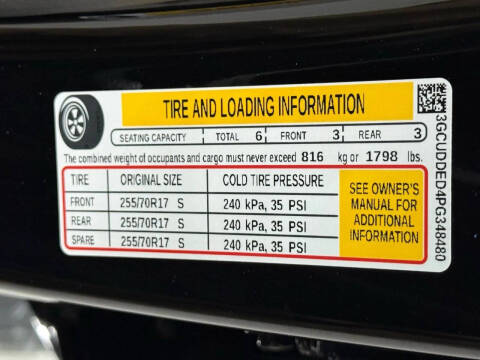 TIRE AND LOADING INFORMATION
SEATING CAPACITY TOTAL 6 FRONT 3 REAR 3
The combined weight of occupants and cargo must never exceed 816 kg or 1798 lbs.
TIRE ORIGINAL SIZE COLD TIRE PRESSURE
FRONT 255/70R17 S 240 kPa, 35 PSI
REAR 255/70R17 S 240 kPa, 35 PSI
SPARE 255/70R17 S 240 kPa, 35 PSI
SEE OWNER'S
MANUAL FOR
ADDITIONAL
INFORMATION
3GCUDDED4PG348480